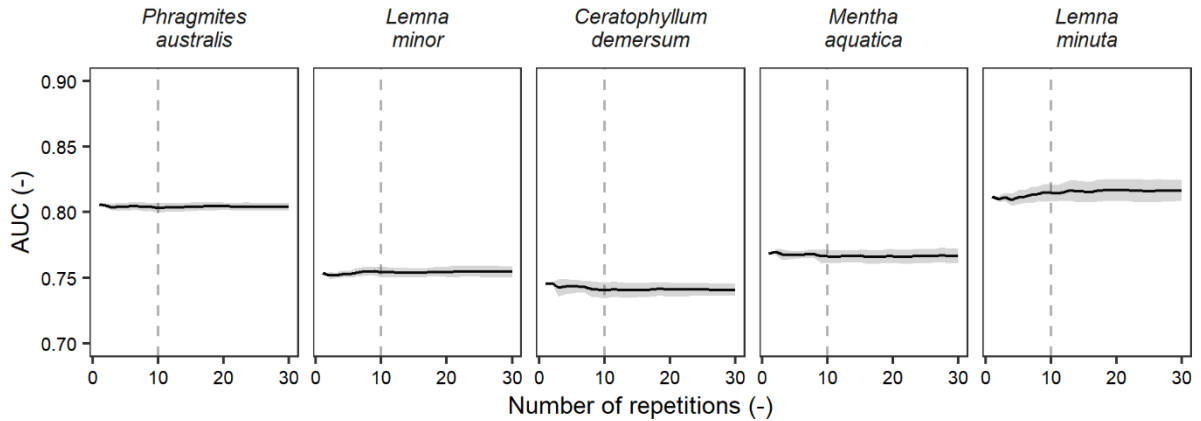 Phragmites australis
Lemna minor
Ceratophyllum demersum
Mentha aquatica
Lemna minuta
AUC (-)
0.90
0.85
0.80
0.75
0.70
0 10 20 30 0 10 20 30 0 10 20 30 0 10 20 30 0 10 20 30
Number of repetitions (-)